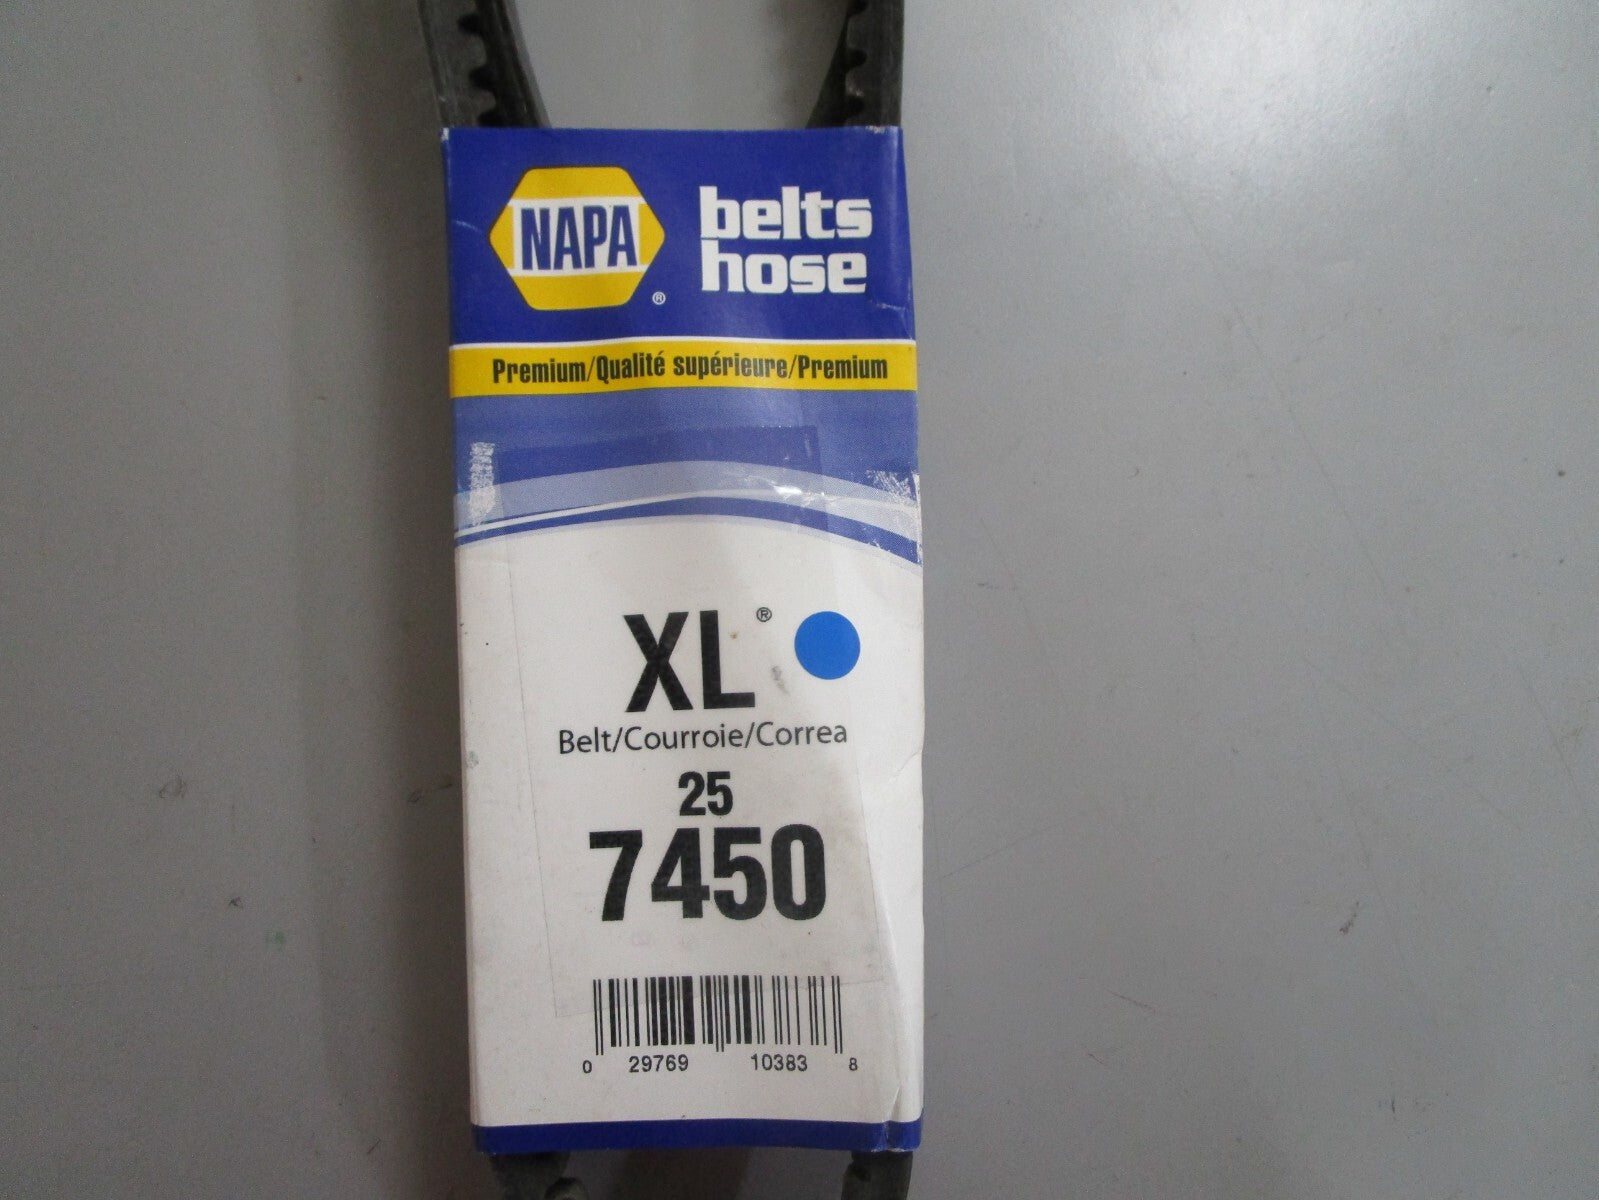 NAPA ®
belts
hose
Premium/Qualité supérieure/Premium
XL®
Belt/Courroie/Correa
25
7450
0 29769 10383 8